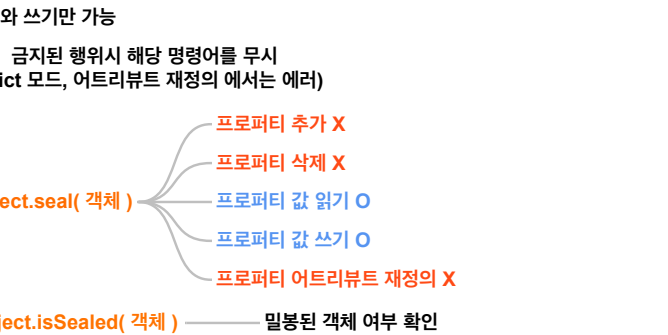 와 쓰기만 가능
금지된 행위시 해당 명령어를 무시
ict 모드, 어트리뷰트 재정의 에서는 에러)
프로퍼티 추가 X
프로퍼티 삭제 X
ect.seal( 객체 )
프로퍼티 값 읽기 O
프로퍼티 값 쓰기 O
프로퍼티 어트리뷰트 재정의 X
ject.isSealed( 객체 )
밀봉된 객체 여부 확인